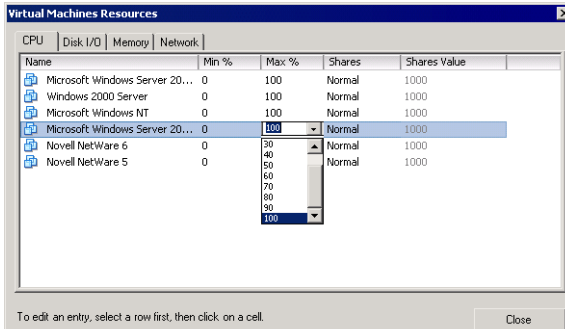 Virtual Machines Resources
CPU Disk I/O Memory Network
Name Min % Max % Shares Shares Value
Microsoft Windows Server 20... 0 100 Normal 1000
Windows 2000 Server 0 100 Normal 1000
Microsoft Windows NT 0 100 Normal 1000
Microsoft Windows Server 20... 0 100 Normal 1000
Novell NetWare 6 0 Normal 1000
Novell NetWare 5 0 Normal 1000
30
40
50
60
70
80
90
100
To edit an entry, select a row first, then click on a cell.
Close